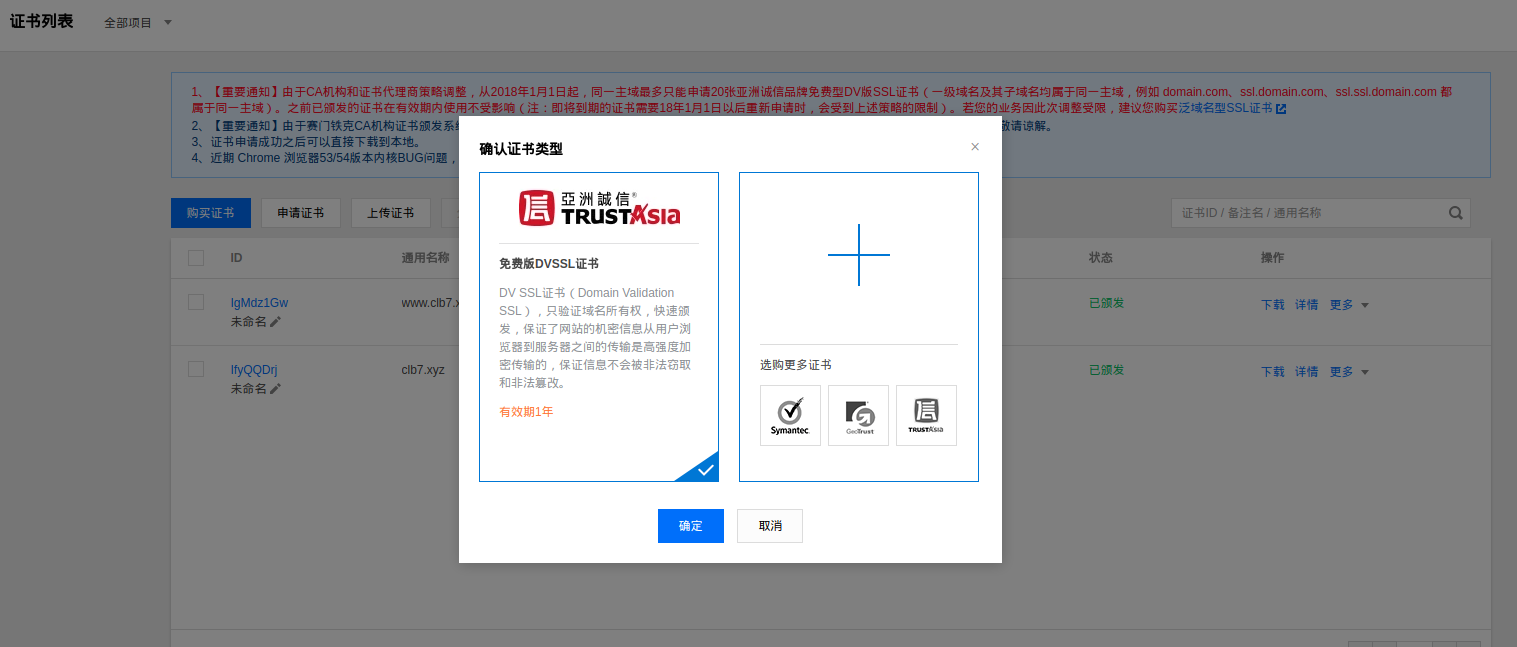 证书列表 全部项目
1、【重要通知】由于CA机构和证书代理商策略调整，从2018年1月1日起，同一主域最多只能申请20张亚洲诚信品牌免费型DV版SSL证书（一级域名及其子域名均属于同一主域，例如 domain.com、ssl.domain.com、ssl.ssl.domain.com 都
属于同一主域）。之前已颁发的证书在有效期内使用不受影响（注：即将到期的证书需要18年1月1日以后重新申请时，会受到上述策略的限制）。若您的业务因此次调整受限，建议您购买泛域名型SSL证书
2、【重要通知】由于赛门铁克CA机构证书颁发系
敬请谅解。
3、证书申请成功之后可以直接下载到本地。
4、近期 Chrome 浏览器53/54版本内核BUG问题，
购买证书 申请证书 上传证书 证书ID / 备注名 / 通用名称
ID 通用名称 状态 操作
IgMdz1Gw www.clb7.x 已颁发 下载 详情 更多
未命名
IfyQQDrj clb7.xyz 已颁发 下载 详情 更多
未命名
确认证书类型 ×
亞洲誠信®
TRUSTAsia
免费版DVSSL证书
DV SSL证书（Domain Validation
SSL），只验证域名所有权，快速颁
发，保证了网站的机密信息从用户浏
览器到服务器之间的传输是高强度加
密传输的，保证信息不会被非法窃取
和非法篡改。
有效期1年
选购更多证书
Symantec. GeoTrust TRUSTAsia
确定 取消